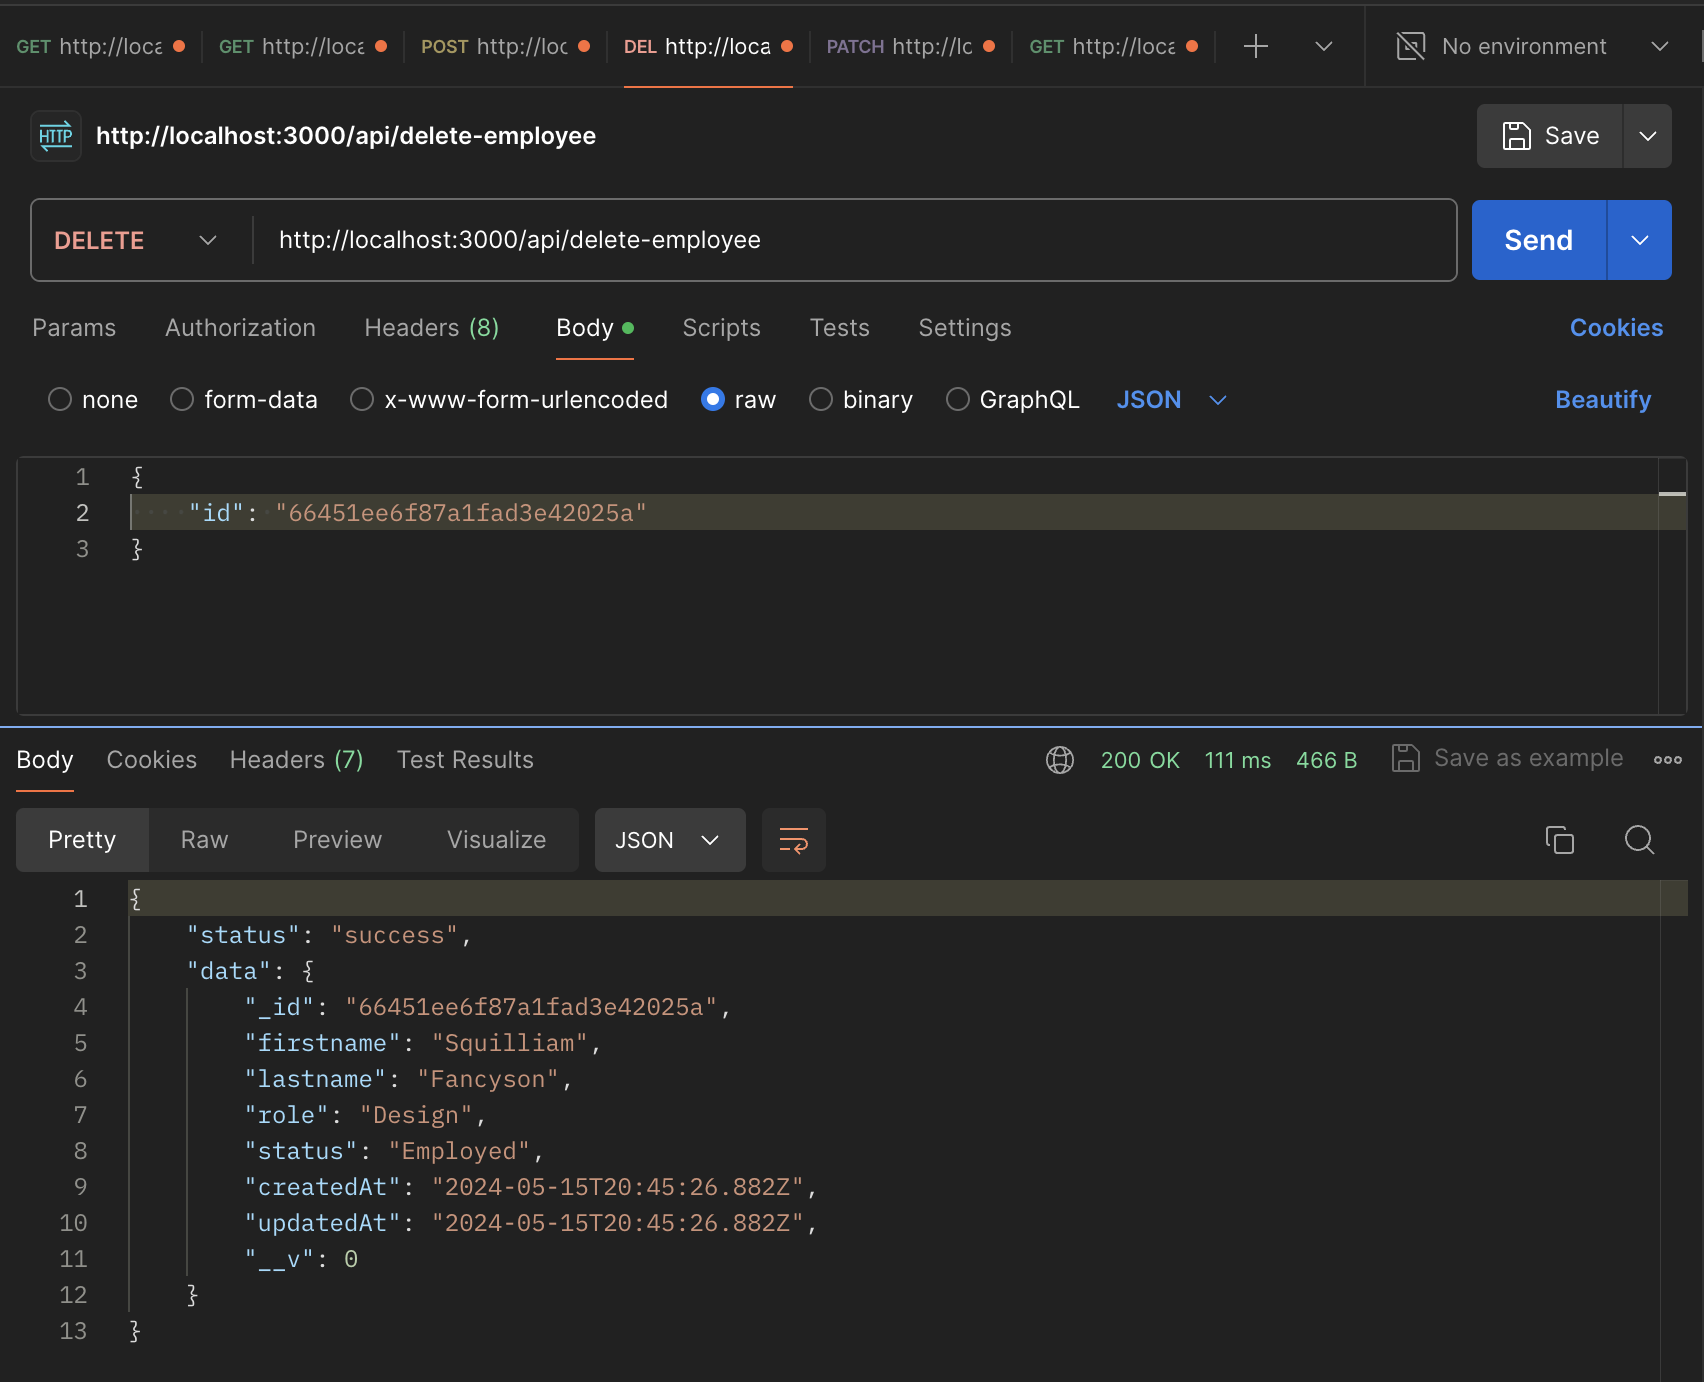 GET http://loca GET http://loca POST http://loc DEL http://loca PATCH http://lc GET http://loca No environment
HTTP http://localhost:3000/api/delete-employee Save
DELETE http://localhost:3000/api/delete-employee Send
Params Authorization Headers (8) Body Scripts Tests Settings Cookies
none form-data x-www-form-urlencoded raw binary GraphQL JSON Beautify
1 {
2 "id": "66451ee6f87a1fad3e42025a"
3 }
Body Cookies Headers (7) Test Results 200 OK 111 ms 466 B Save as example
Pretty Raw Preview Visualize JSON
1 {
2 "status": "success",
3 "data": {
4 "_id": "66451ee6f87a1fad3e42025a",
5 "firstname": "Squilliam",
6 "lastname": "Fancyson",
7 "role": "Design",
8 "status": "Employed",
9 "createdAt": "2024-05-15T20:45:26.882Z",
10 "updatedAt": "2024-05-15T20:45:26.882Z",
11 "__v": 0
12 }
13 }